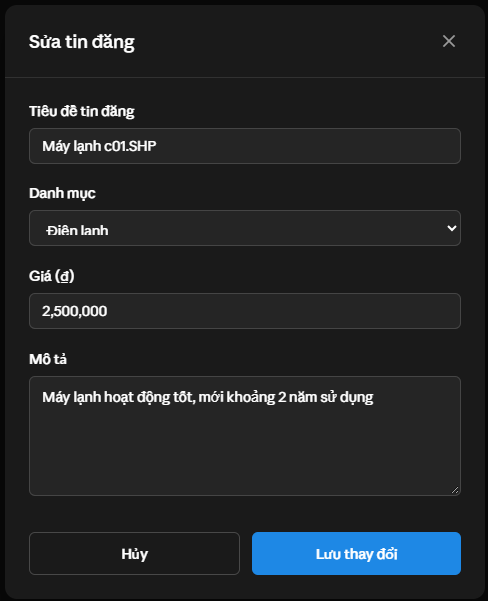 Sửa tin đăng
Tiêu đề tin đăng
Máy lạnh c01.SHP
Danh mục
Điện lạnh
Giá (₫)
2,500,000
Mô tả
Máy lạnh hoạt động tốt, mới khoảng 2 năm sử dụng
Hủy
Lưu thay đổi